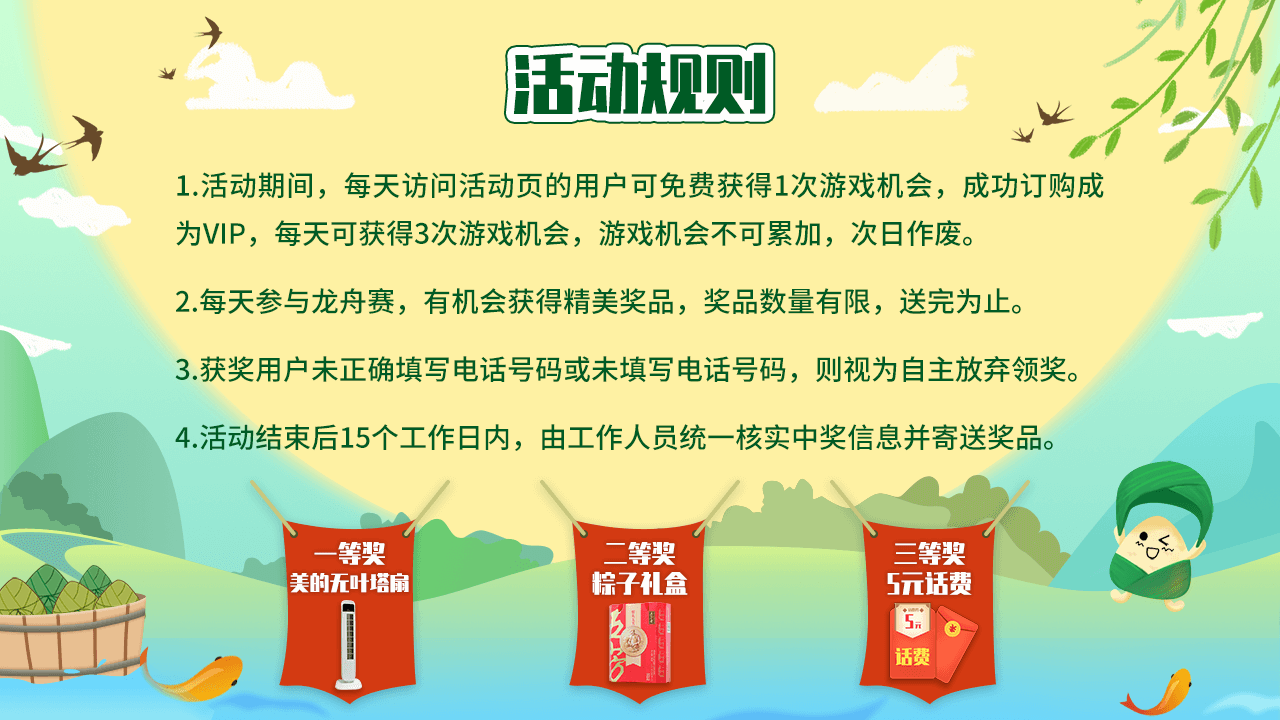 活动规则
1.活动期间，每天访问活动页的用户可免费获得1次游戏机会，成功订购成
为VIP，每天可获得3次游戏机会，游戏机会不可累加，次日作废。
2.每天参与龙舟赛，有机会获得精美奖品，奖品数量有限，送完为止。
3.获奖用户未正确填写电话号码或未填写电话号码，则视为自主放弃领奖。
4.活动结束后15个工作日内，由工作人员统一核实中奖信息并寄送奖品。
一等奖
美的无叶塔扇
二等奖
粽子礼盒
三等奖
5元话费
5元
话费